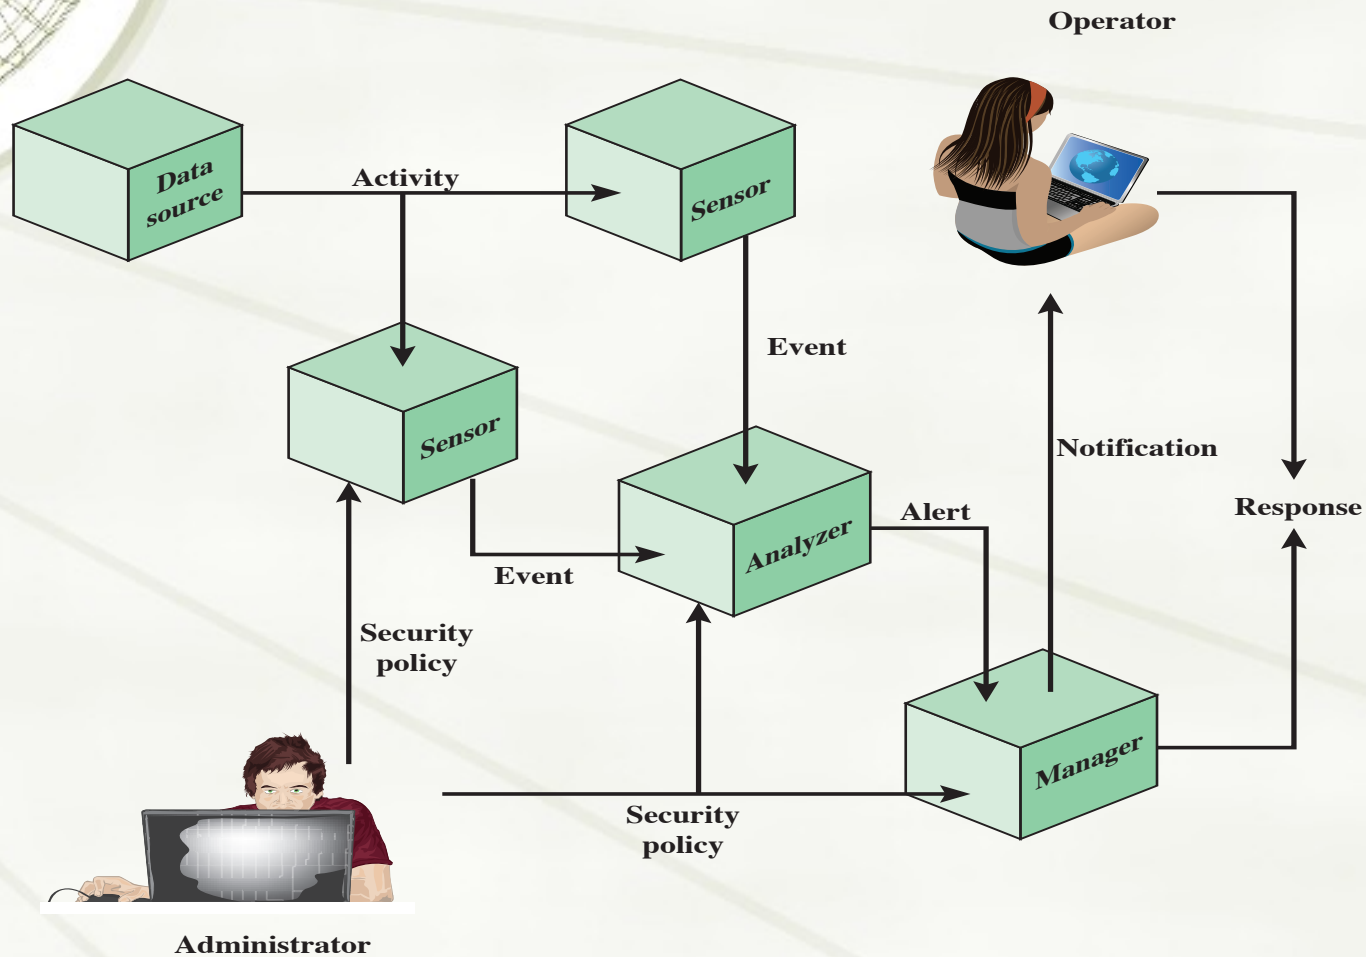 Operator
Data
source
Activity
Sensor
Event
Sensor
Notification
Response
Alert
Analyzer
Event
Security
policy
Manager
Security
policy
Administrator